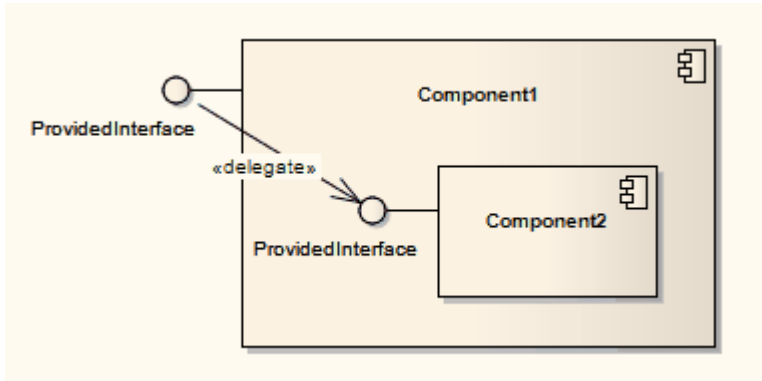 Component1
ProvidedInterface
«delegate»
Component2
ProvidedInterface